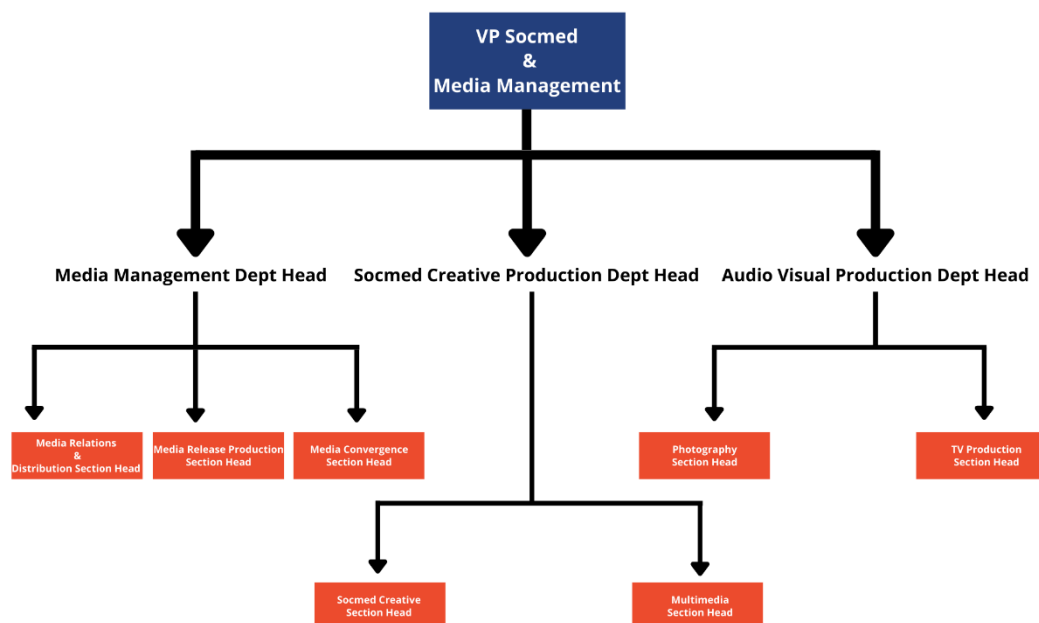 VP Socmed
&
Media Management
Media Management Dept Head
Socmed Creative Production Dept Head
Audio Visual Production Dept Head
Media Relations
&
Distribution Section Head
Media Release Production
Section Head
Media Convergence
Section Head
Photography
Section Head
TV Production
Section Head
Socmed Creative
Section Head
Multimedia
Section Head